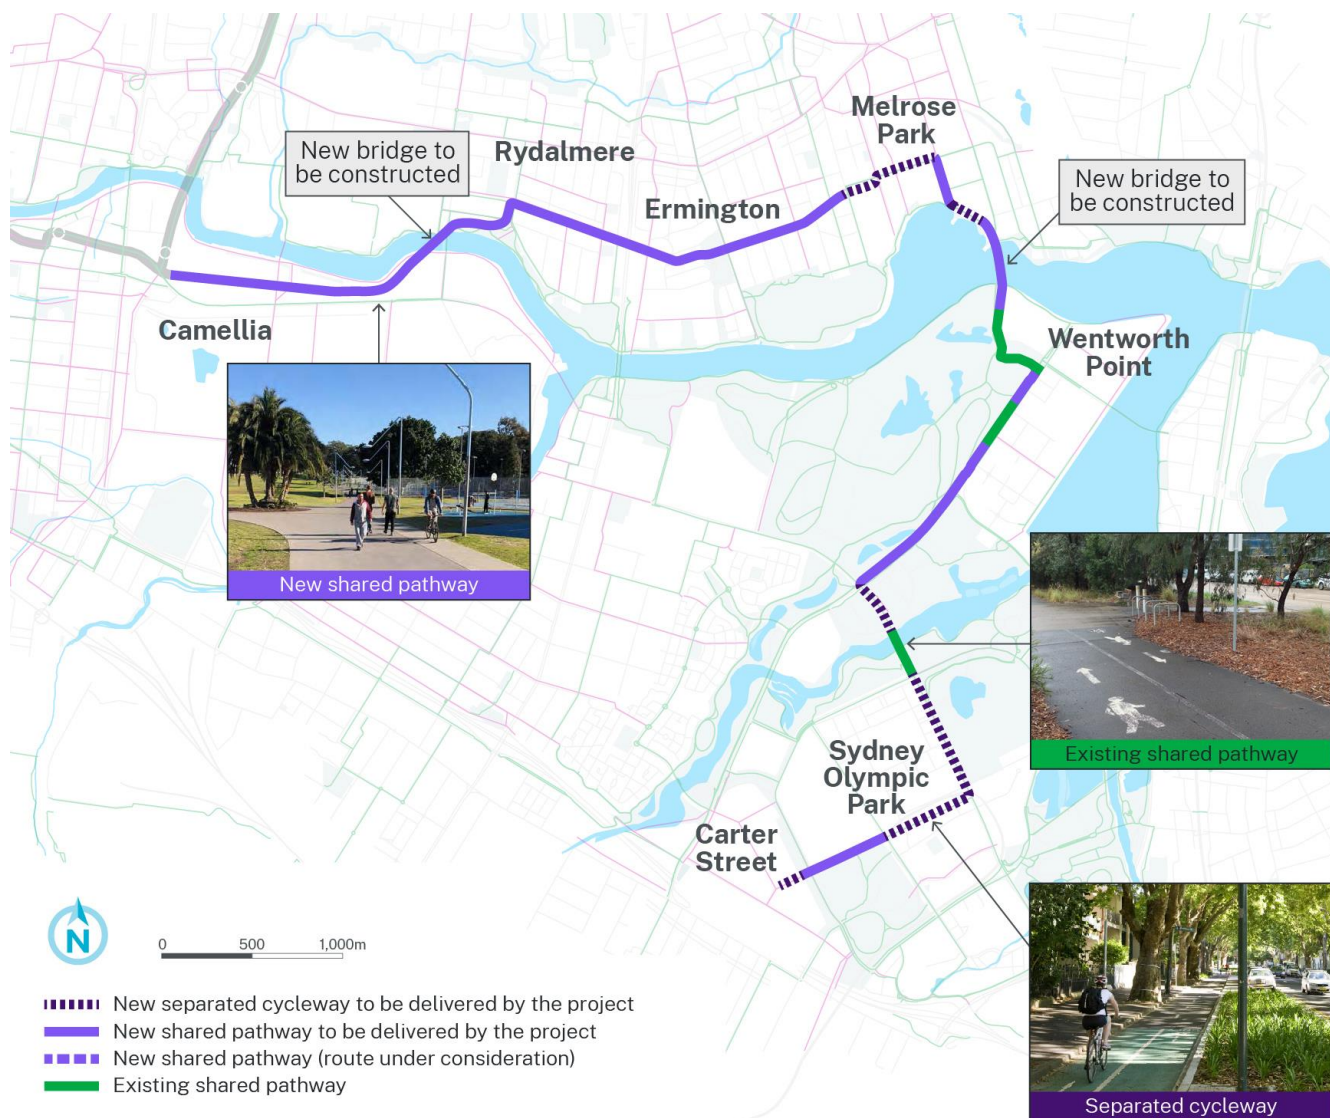 Melrose
Park
New bridge to
be constructed
Rydalmere
New bridge to
be constructed
Ermington
Camellia
Wentworth
Point
New shared pathway
Existing shared pathway
Sydney
Olympic
Park
Carter
Street
N
0 500 1,000m
New separated cycleway to be delivered by the project
New shared pathway to be delivered by the project
New shared pathway (route under consideration)
Existing shared pathway
Separated cycleway